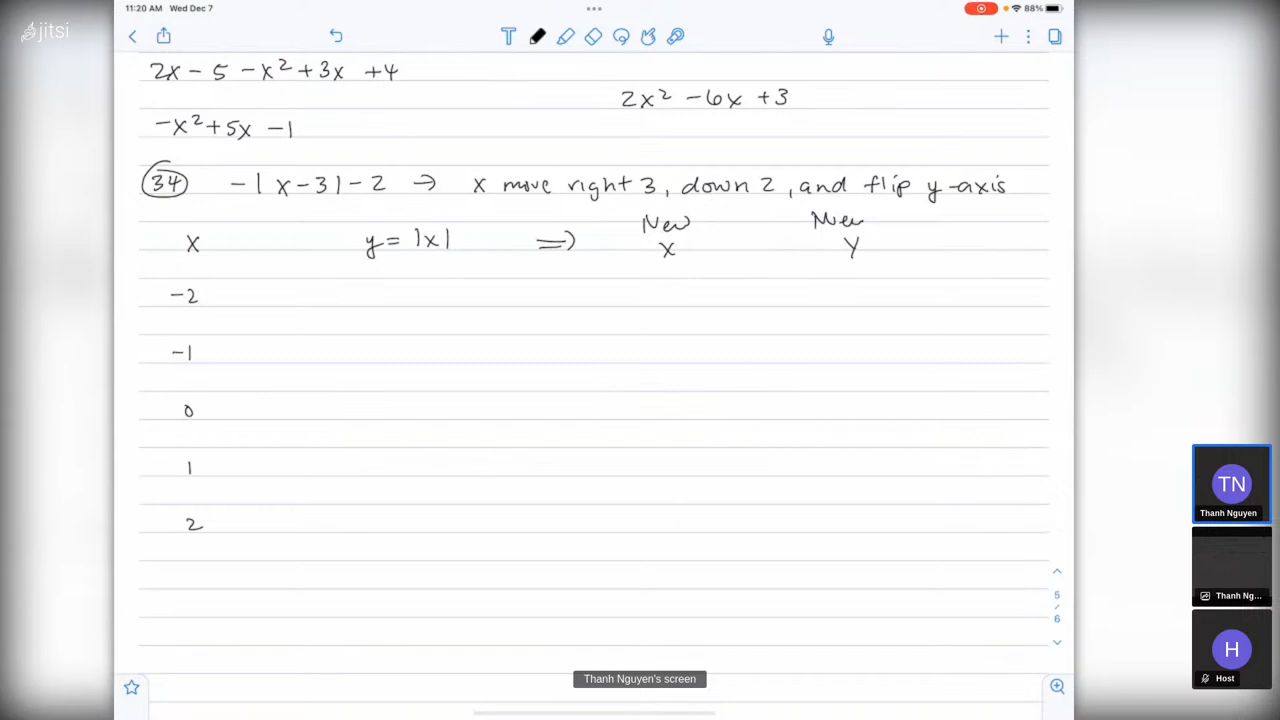 11:20 AM Wed Dec 7
88%
jitsi
2x - 5 - x² + 3x + 4
2x² - 6x + 3
-x² + 5x - 1
34 -|x-3| - 2 → x move right 3, down 2, and flip y-axis
New New
x y = |x| ⇒ x y
-2
-1
0
1
2
5
/
6
TN
Thanh Nguyen
Thanh Ng...
H
Host
Thanh Nguyen's screen